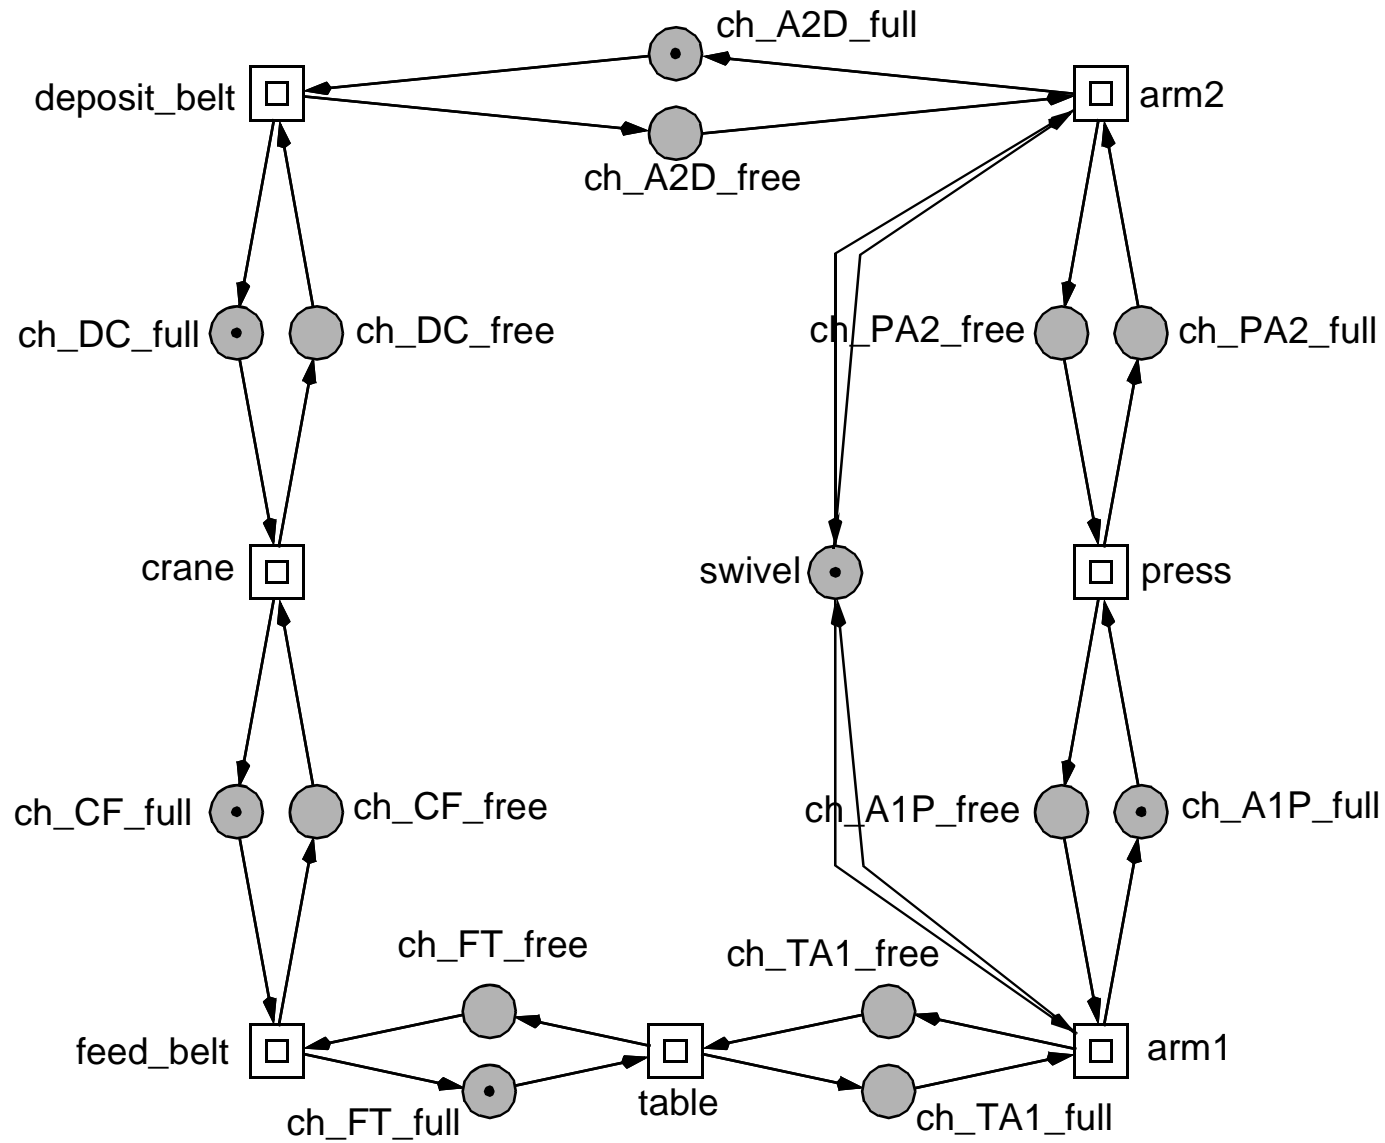 ch_A2D_full
deposit_belt
arm2
ch_A2D_free
ch_DC_full
ch_DC_free
ch_PA2_free
ch_PA2_full
crane
swivel
press
ch_CF_full
ch_CF_free
ch_A1P_free
ch_A1P_full
ch_FT_free
ch_TA1_free
feed_belt
arm1
table
ch_FT_full
ch_TA1_full